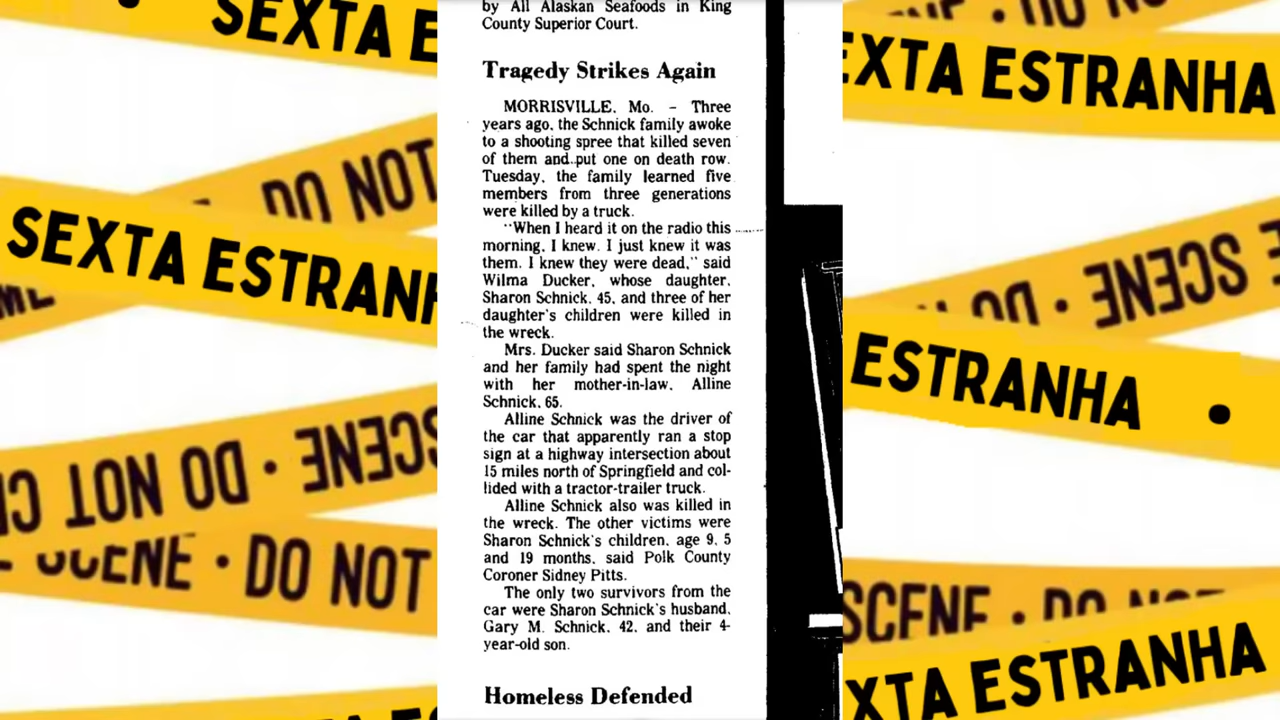 SEXTA E
DO NOT
SEXTA ESTRANH
ME
SCENE • DO NOT
SCENE • DO NOT
by All Alaskan Seafoods in King
County Superior Court.
Tragedy Strikes Again
MORRISVILLE, Mo. – Three
years ago, the Schnick family awoke
to a shooting spree that killed seven
of them and put one on death row.
Tuesday, the family learned five
members from three generations
were killed by a truck.
"When I heard it on the radio this
morning, I knew. I just knew it was
them. I knew they were dead," said
Wilma Ducker, whose daughter,
Sharon Schnick, 45, and three of her
daughter's children were killed in
the wreck.
Mrs. Ducker said Sharon Schnick
and her family had spent the night
with her mother-in-law, Alline
Schnick, 65.
Alline Schnick was the driver of
the car that apparently ran a stop
sign at a highway intersection about
15 miles north of Springfield and col-
lided with a tractor-trailer truck.
Alline Schnick also was killed in
the wreck. The other victims were
Sharon Schnick's children, age 9, 5
and 19 months, said Polk County
Coroner Sidney Pitts.
The only two survivors from the
car were Sharon Schnick's husband,
Gary M. Schnick, 42, and their 4-
year-old son.
Homeless Defended
• DO NO
EXTA ESTRANHA
SCENE
• DO
ESTRANHA •
SCENE • DO NOT
XTA ESTRANHA